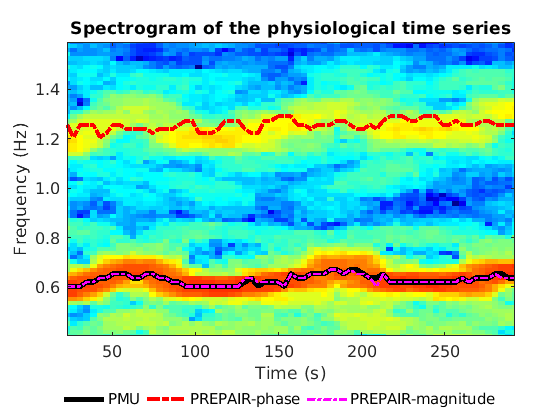 Spectrogram of the physiological time series
Frequency (Hz)
1.4
1.2
1.0
0.8
0.6
50 100 150 200 250
Time (s)
PMU PREPAIR-phase PREPAIR-magnitude